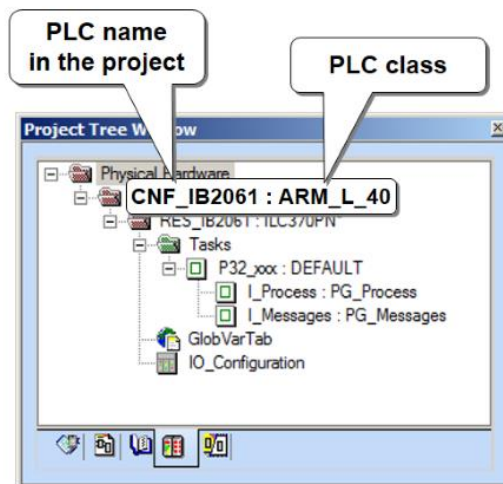 PLC name
in the project
PLC class
Project Tree Window
Physical Hardware
CNF_IB2061 : ARM_L_40
RES_IB2061 : ILC370PN*
Tasks
P32_xxx : DEFAULT
I_Process : PG_Process
I_Messages : PG_Messages
GlobVarTab
IO_Configuration